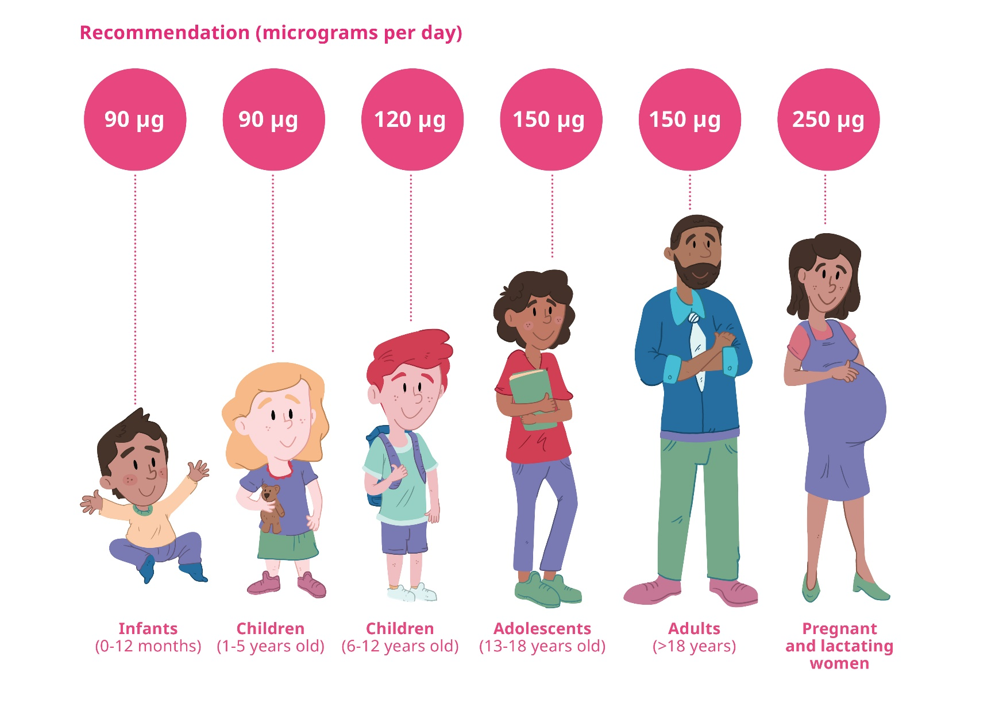 Recommendation (micrograms per day)
90 µg
90 µg
120 µg
150 µg
150 µg
250 µg
Infants
(0-12 months)
Children
(1-5 years old)
Children
(6-12 years old)
Adolescents
(13-18 years old)
Adults
(>18 years)
Pregnant
and lactating
women